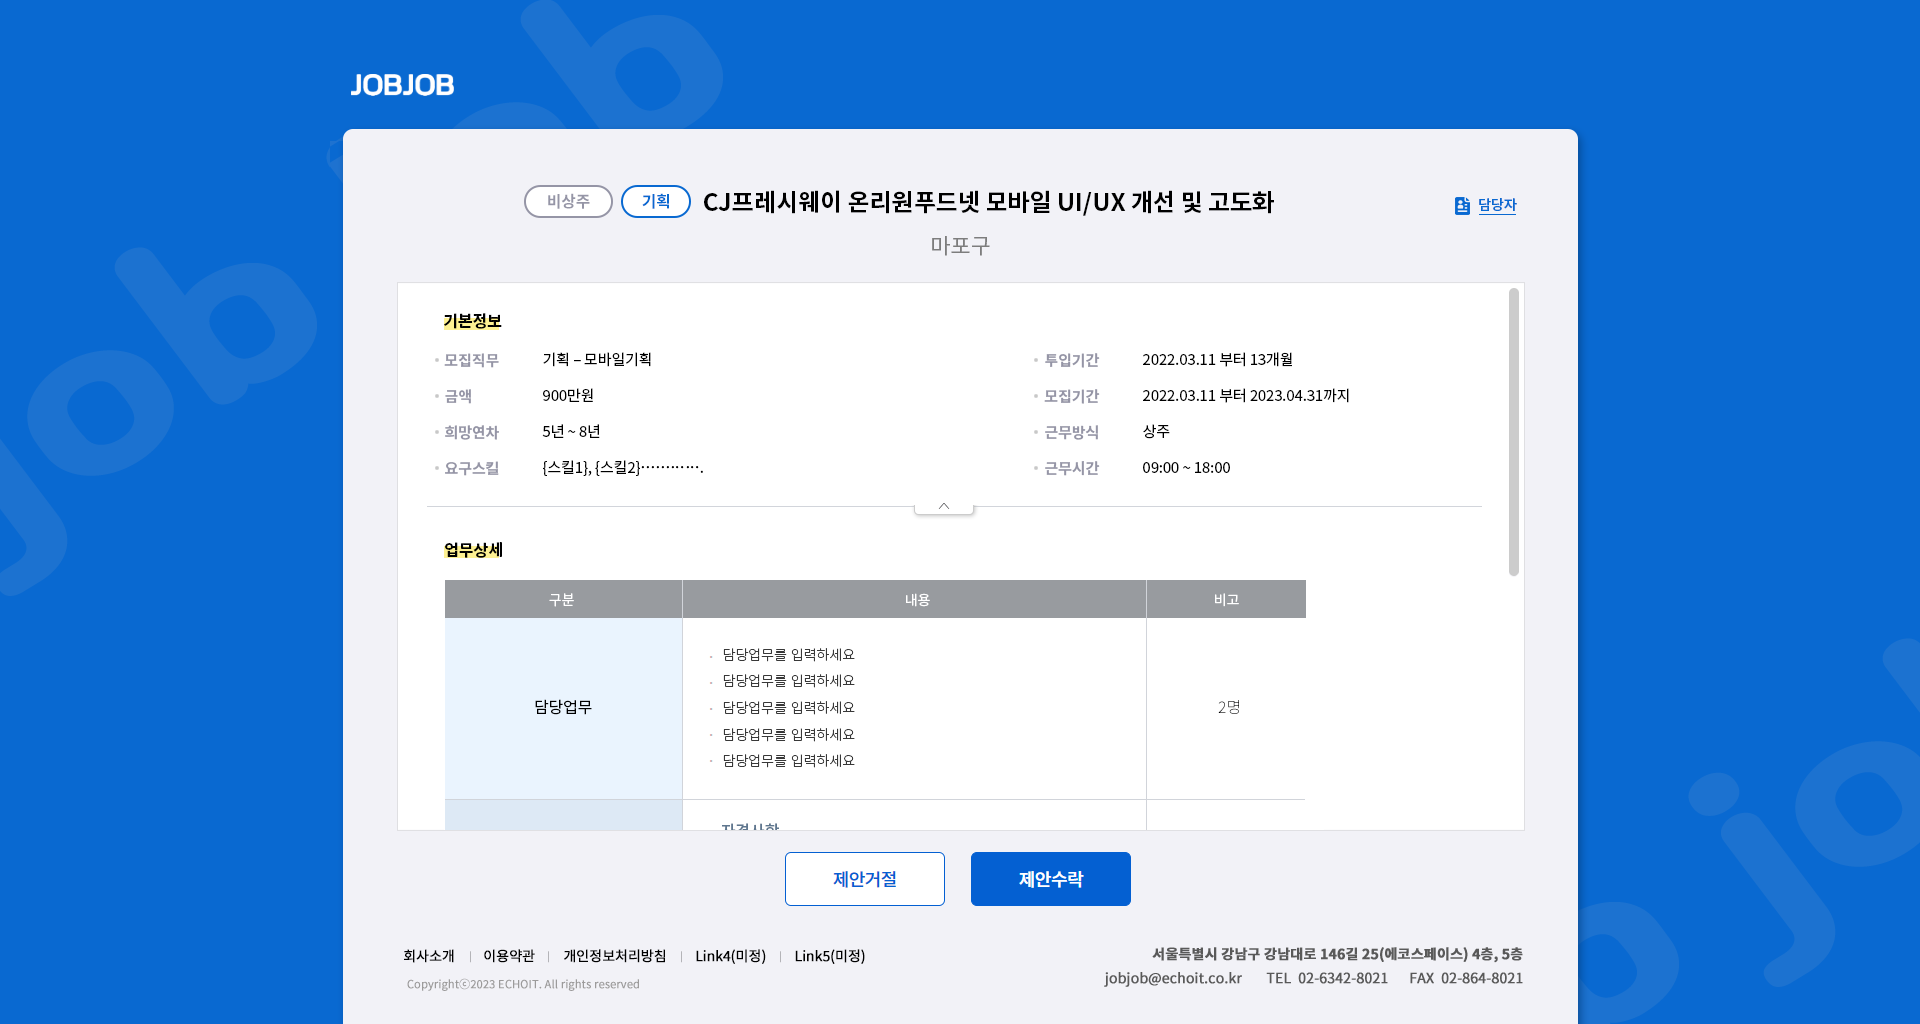 JOBJOB
비상주 기획 CJ프레시웨이 온리원푸드넷 모바일 UI/UX 개선 및 고도화 담당자
마포구
기본정보
모집직무 기획 – 모바일기획 투입기간 2022.03.11 부터 13개월
금액 900만원 모집기간 2022.03.11 부터 2023.04.31까지
희망연차 5년 ~ 8년 근무방식 상주
요구스킬 {스킬1}, {스킬2}………….  근무시간 09:00 ~ 18:00
업무상세
구분 내용 비고
담당업무를 입력하세요
담당업무를 입력하세요
담당업무 담당업무를 입력하세요 2명
담당업무를 입력하세요
담당업무를 입력하세요
자격사항
제안거절 제안수락
회사소개 이용약관 개인정보처리방침 Link4(미정) Link5(미정)
Copyrightⓒ2023 ECHOIT. All rights reserved
서울특별시 강남구 강남대로 146길 25(에코스페이스) 4층, 5층
jobjob@echoit.co.kr TEL 02-6342-8021 FAX 02-864-8021
job
job
job